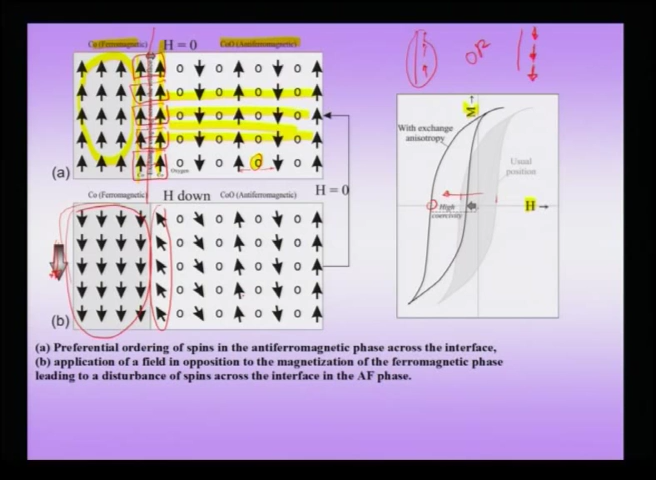 Co (Ferromagnetic) H = 0 CoO (Antiferromagnetic)
OR
(a)
Oxygen
M →
With exchange
anisotropy.
Usual
position
High
coercivity
H →
H = 0
Co (Ferromagnetic) H down CoO (Antiferromagnetic)
(b)
(a) Preferential ordering of spins in the antiferromagnetic phase across the interface,
(b) application of a field in opposition to the magnetization of the ferromagnetic phase
leading to a disturbance of spins across the interface in the AF phase.